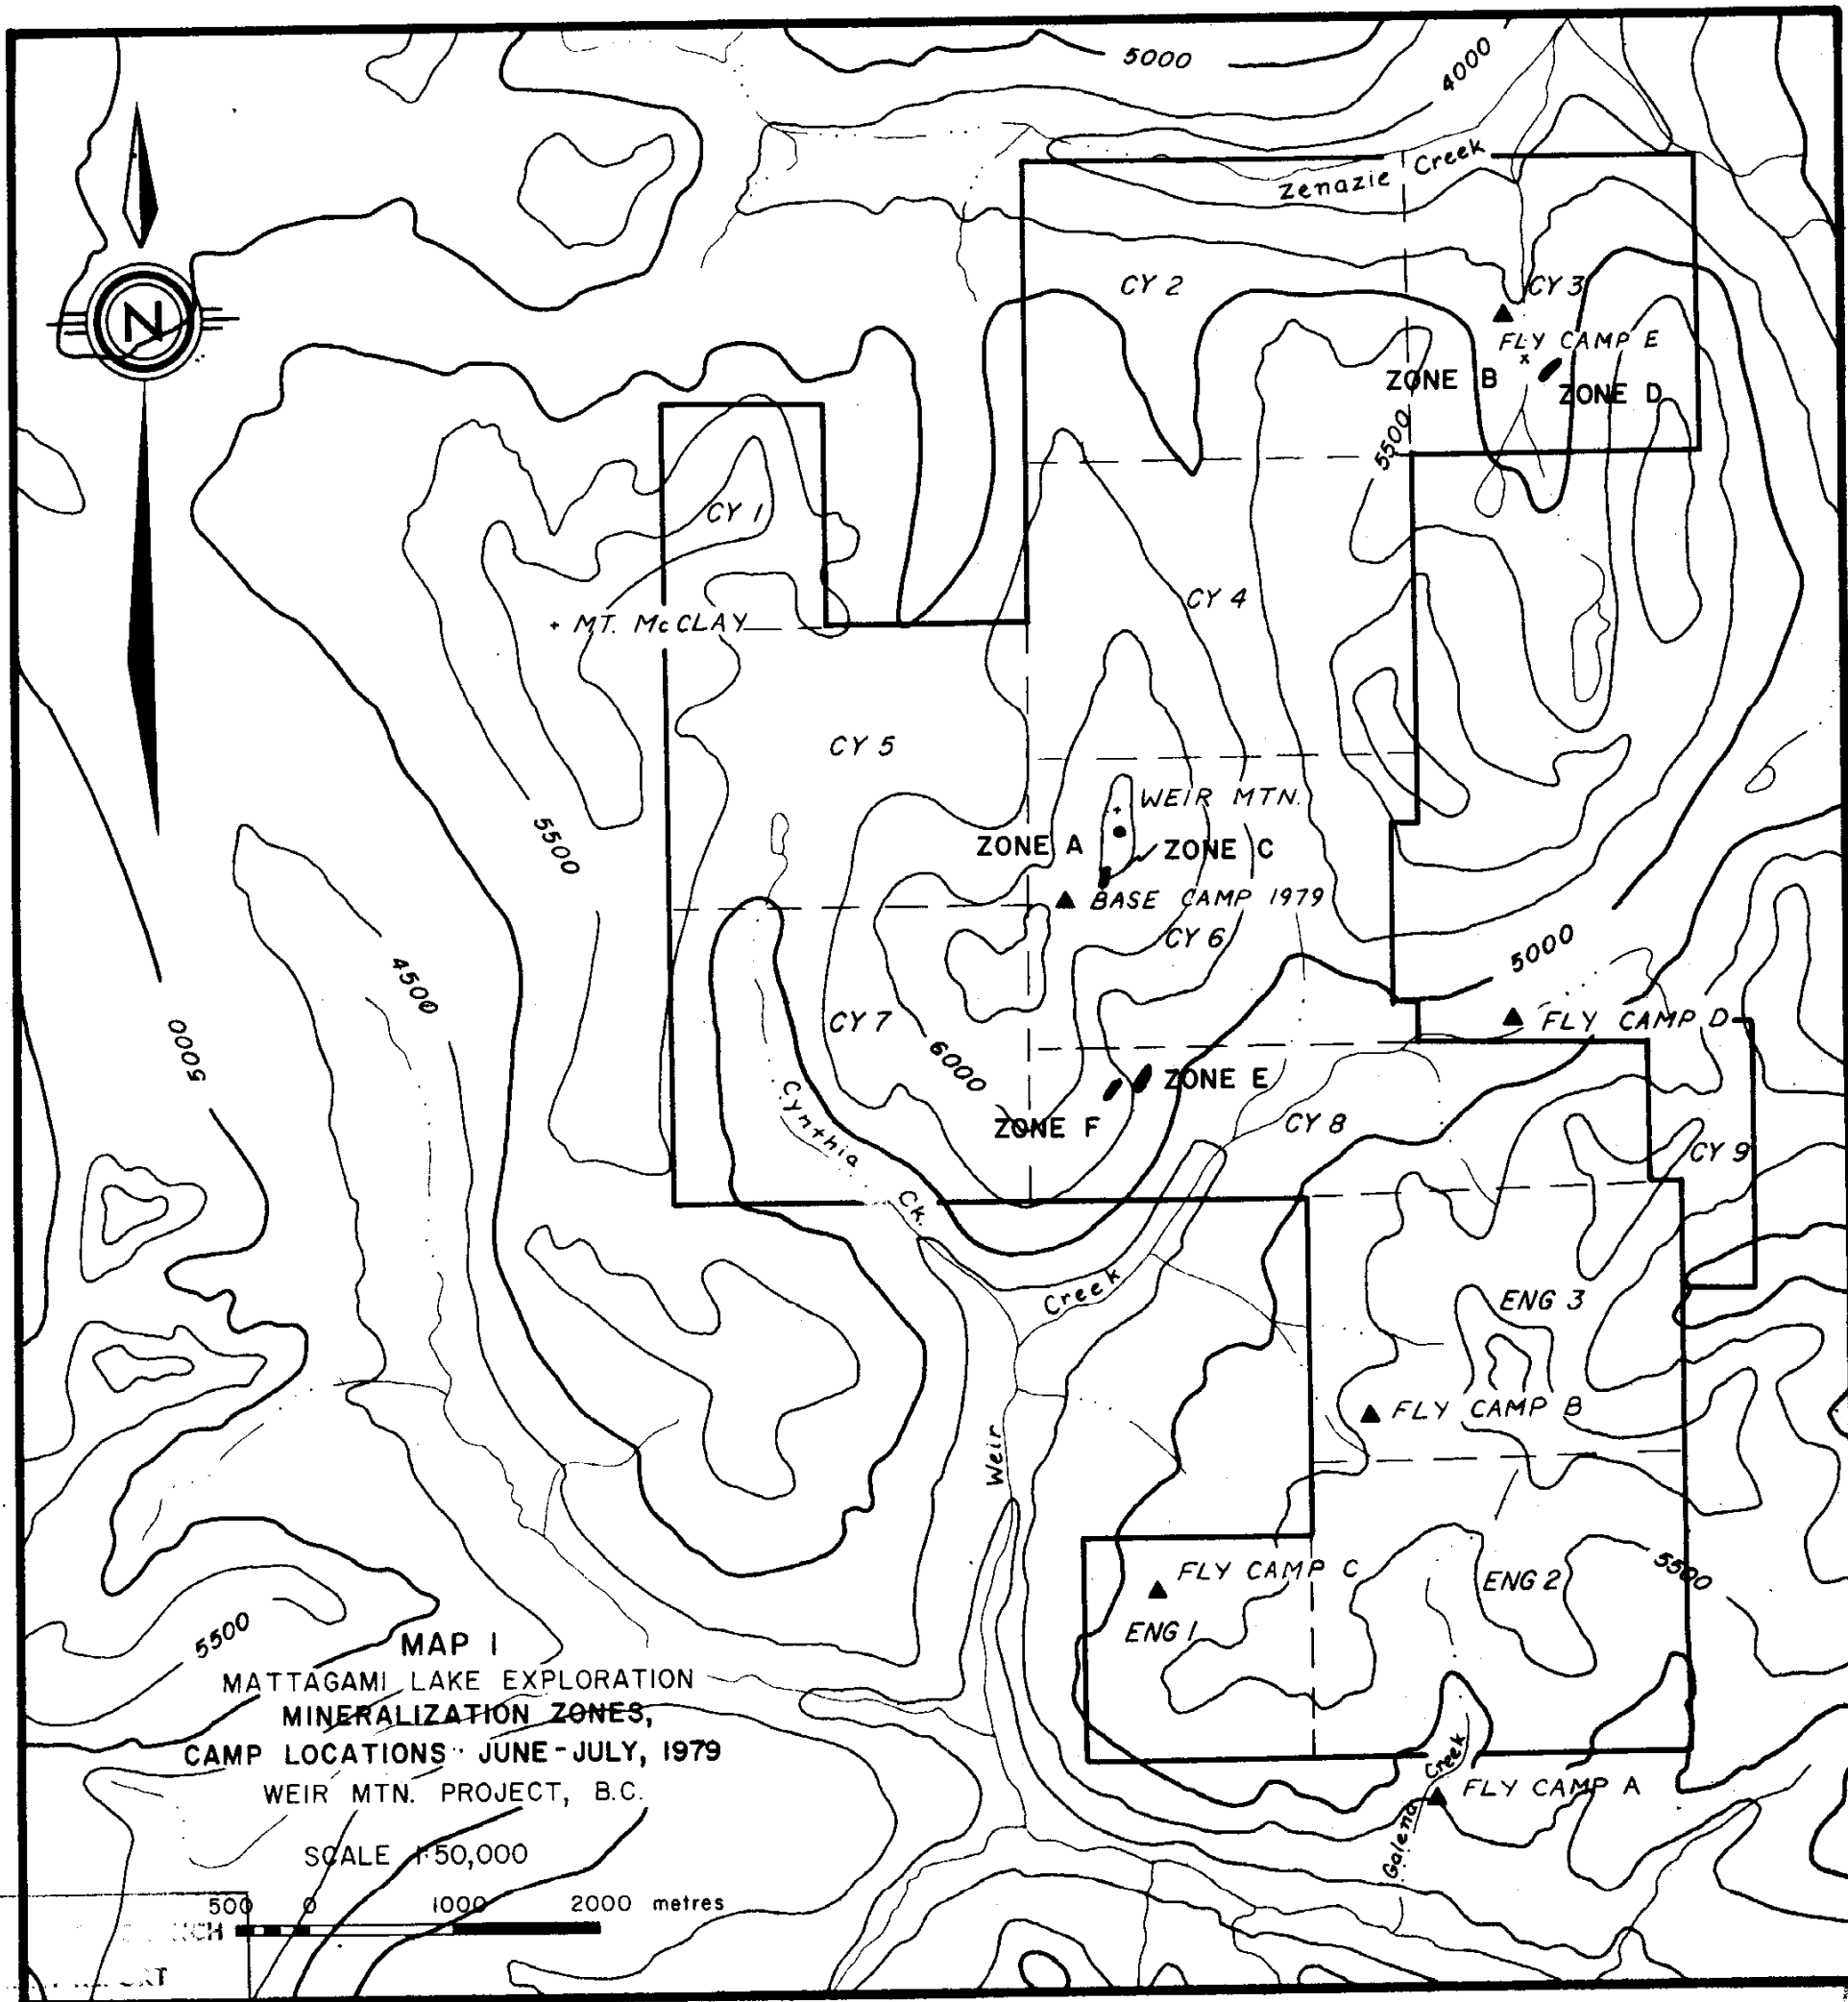 5000
4000
Zenazie Creek
N
CY 2
CY 3
FLY CAMP E
x
ZONE B
ZONE D
5500
CY 1
CY 4
+ MT. McCLAY
CY 5
WEIR MTN.
5500
ZONE A
ZONE C
BASE CAMP 1979
CY 6
5000
4500
CY 7
FLY CAMP D
5000
6000
ZONE E
Cynthia Ck.
ZONE F
CY 8
CY 9
Creek
ENG 3
FLY CAMP B
Weir
FLY CAMP C
ENG 2
5500
5500
ENG 1
MAP 1
MATTAGAMI LAKE EXPLORATION
MINERALIZATION ZONES,
CAMP LOCATIONS JUNE-JULY, 1979
WEIR MTN. PROJECT, B.C.
Galena Creek
FLY CAMP A
SCALE 1:50,000
500 0 1000 2000 metres